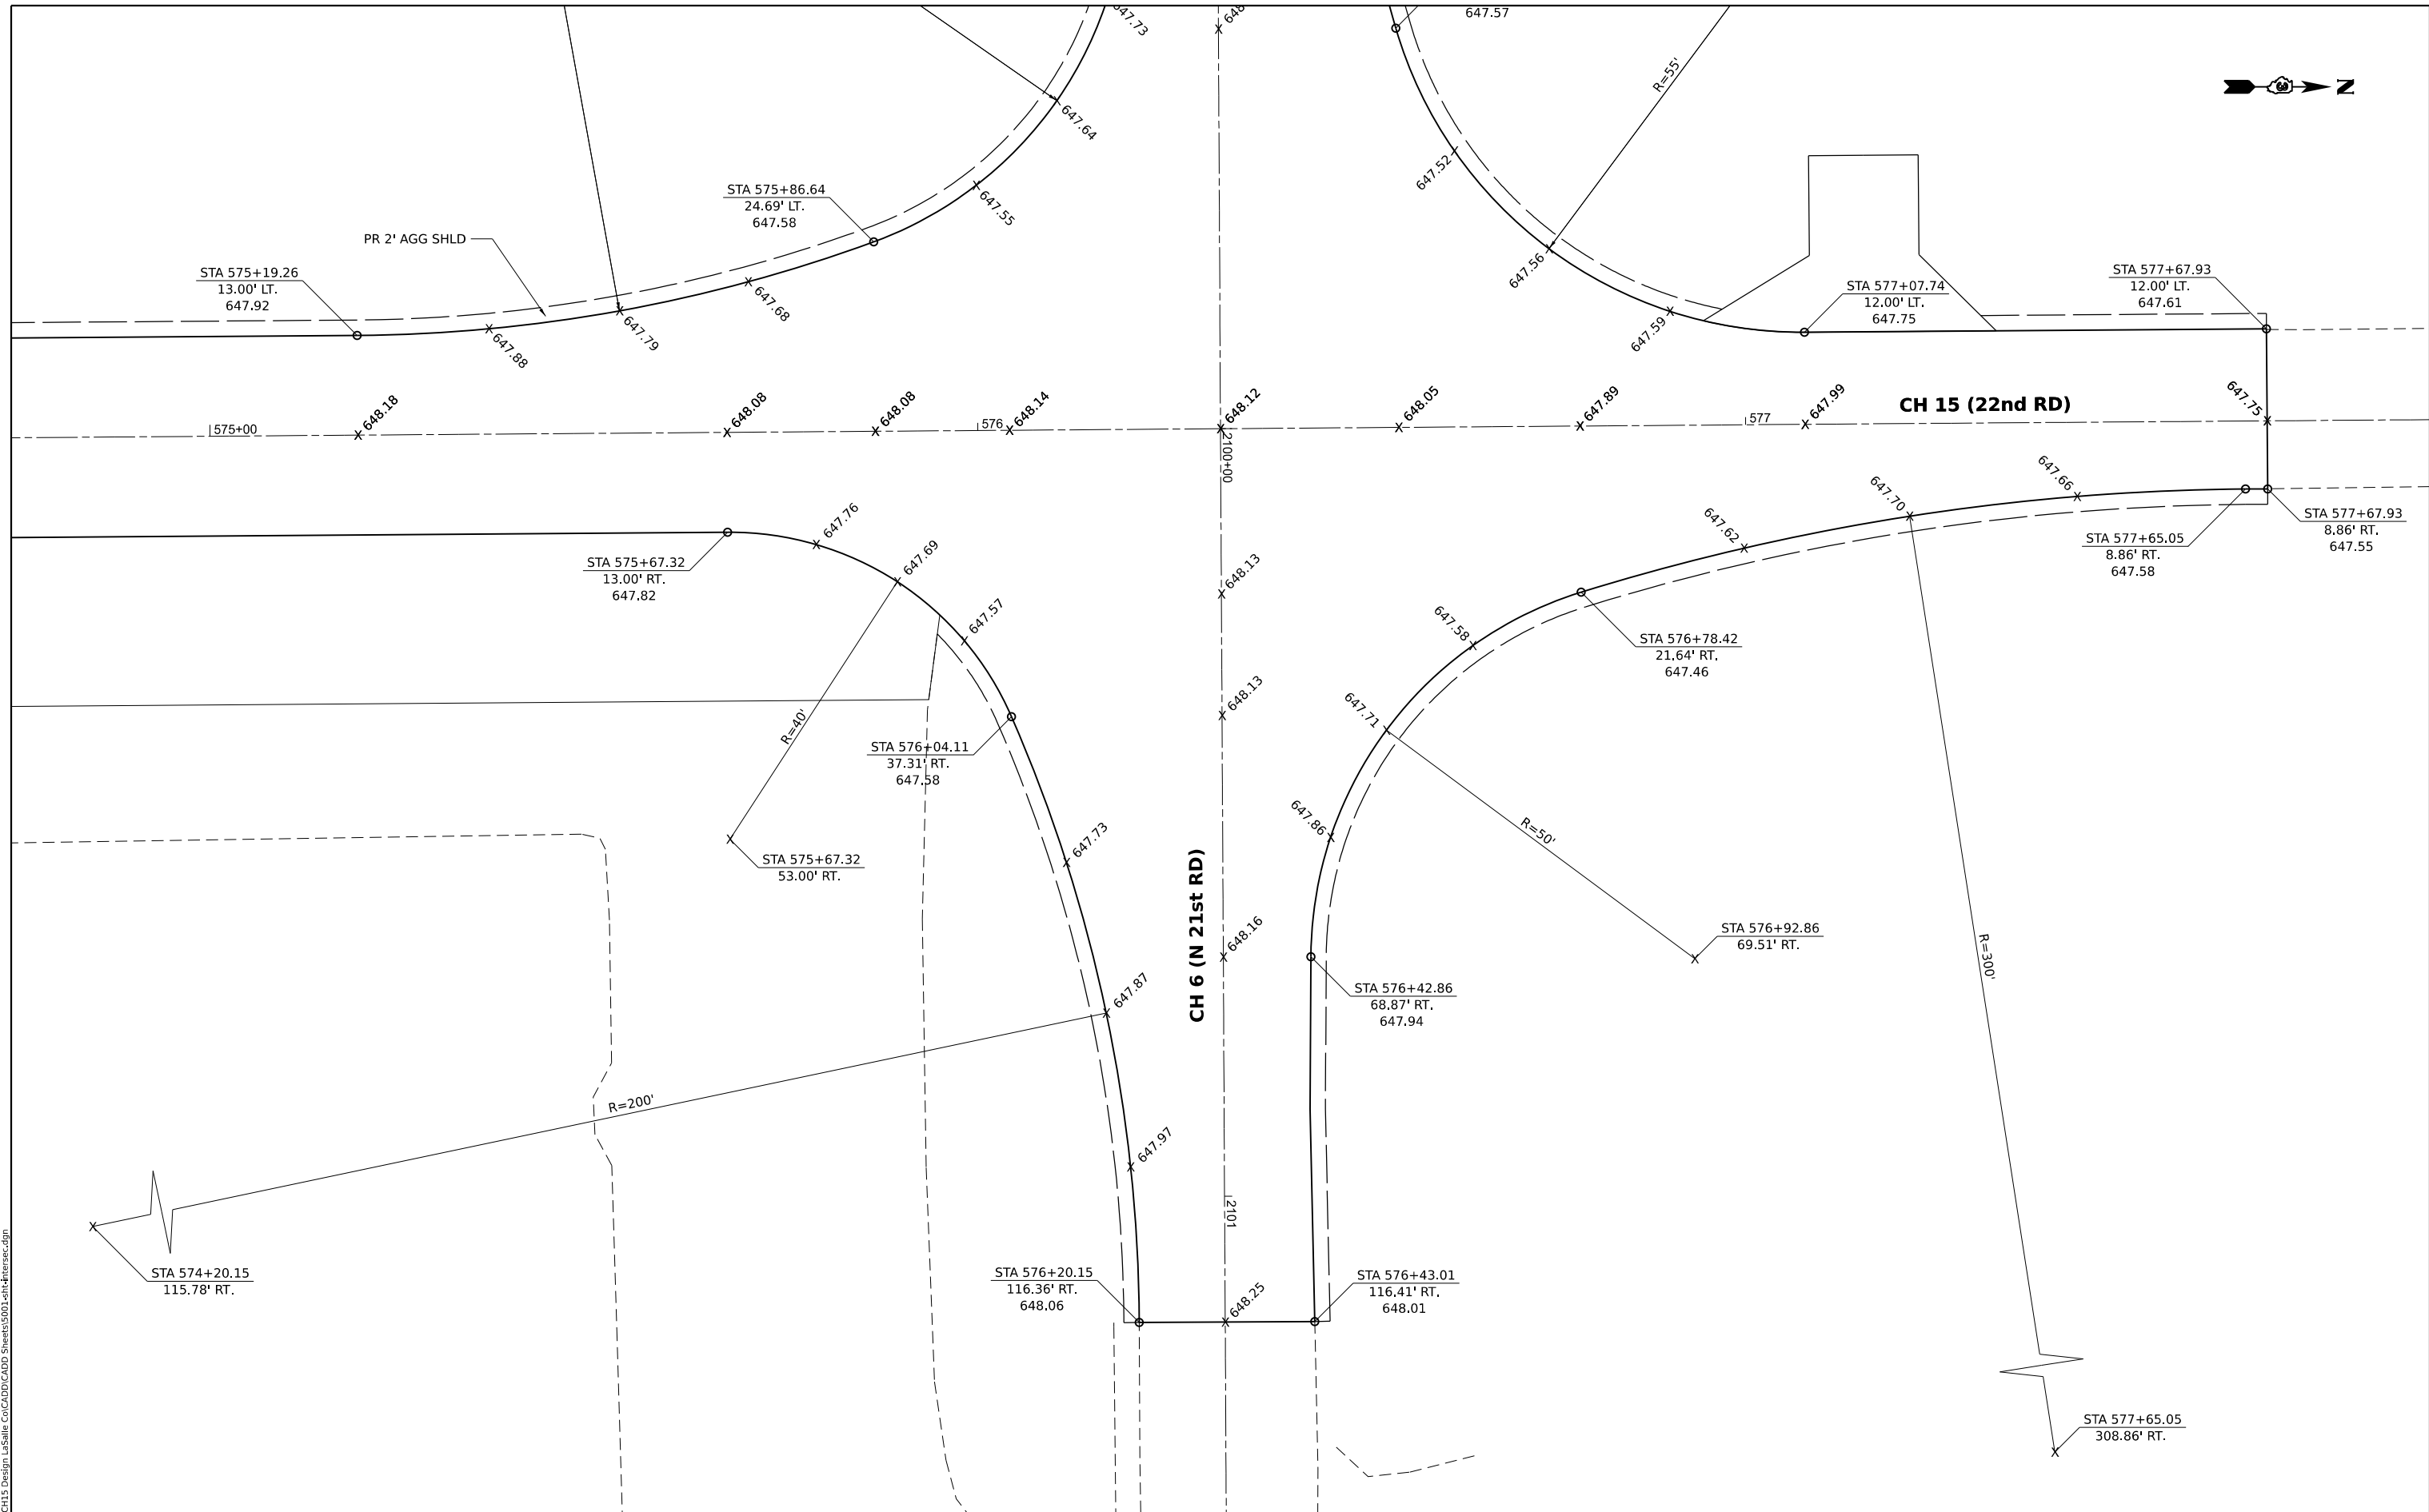 647.73
648
647.57
R=55'
N
647.64
647.52
STA 575+86.64
24.69' LT.
647.58
647.55
PR 2' AGG SHLD
STA 575+19.26
13.00' LT.
647.92
647.68
647.56
STA 577+07.74
12.00' LT.
647.75
STA 577+67.93
12.00' LT.
647.61
647.88
647.79
647.59
648.18
648.08
648.08
648.14
648.12
648.05
647.89
647.99
CH 15 (22nd RD)
647.75
575+00
576
577
2100+00
647.76
647.69
647.57
648.13
647.58
647.62
647.70
647.66
STA 577+67.93
8.86' RT.
647.55
STA 577+65.05
8.86' RT.
647.58
STA 575+67.32
13.00' RT.
647.82
STA 576+78.42
21.64' RT.
647.46
R=40'
648.13
647.71
STA 576+04.11
37.31' RT.
647.58
647.73
647.86
R=50'
STA 575+67.32
53.00' RT.
CH 6 (N 21st RD)
648.16
STA 576+92.86
69.51' RT.
R=300'
647.87
STA 576+42.86
68.87' RT.
647.94
R=200'
647.97
2101
STA 574+20.15
115.78' RT.
STA 576+20.15
116.36' RT.
648.06
648.25
STA 576+43.01
116.41' RT.
648.01
STA 577+65.05
308.86' RT.
CH15 Design LaSalle Co\CADD\CADD Sheets\5001-sht-intersec.dgn